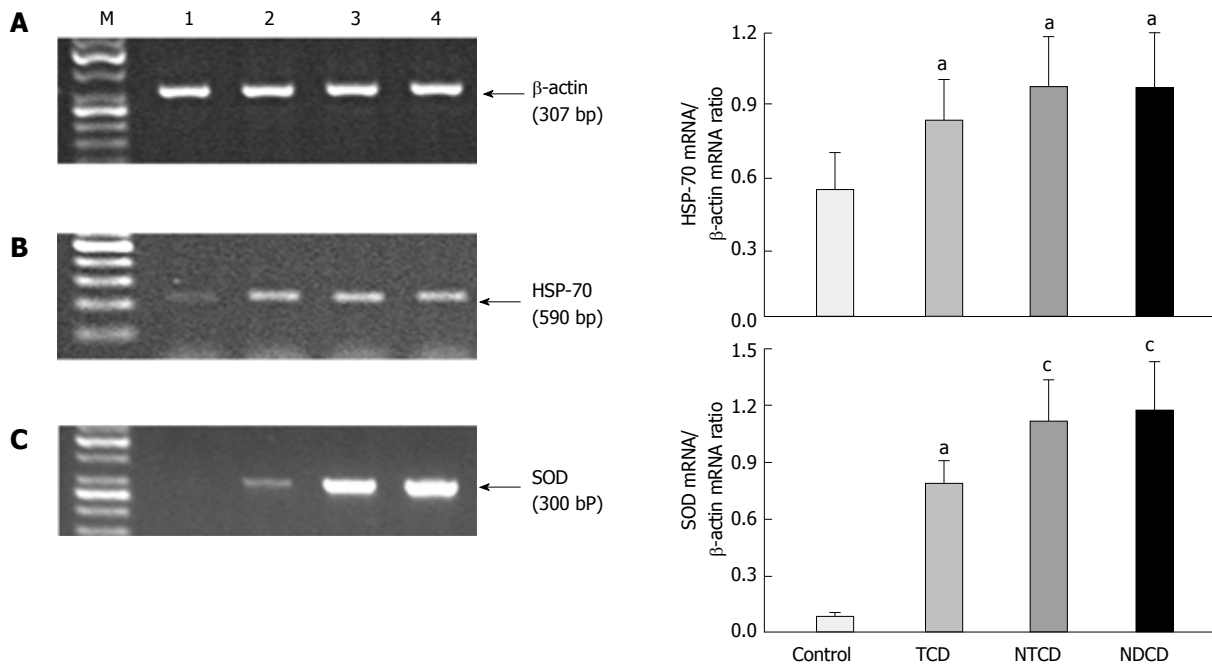 A
M 1 2 3 4
β-actin
(307 bp)
B
HSP-70
(590 bp)
C
SOD
(300 bP)
HSP-70 mRNA/
β-actin mRNA ratio
1.2
0.9
0.6
0.3
0.0
a
a
a
SOD mRNA/
β-actin mRNA ratio
1.5
1.2
0.9
0.6
0.3
0.0
a
c
c
Control TCD NTCD NDCD